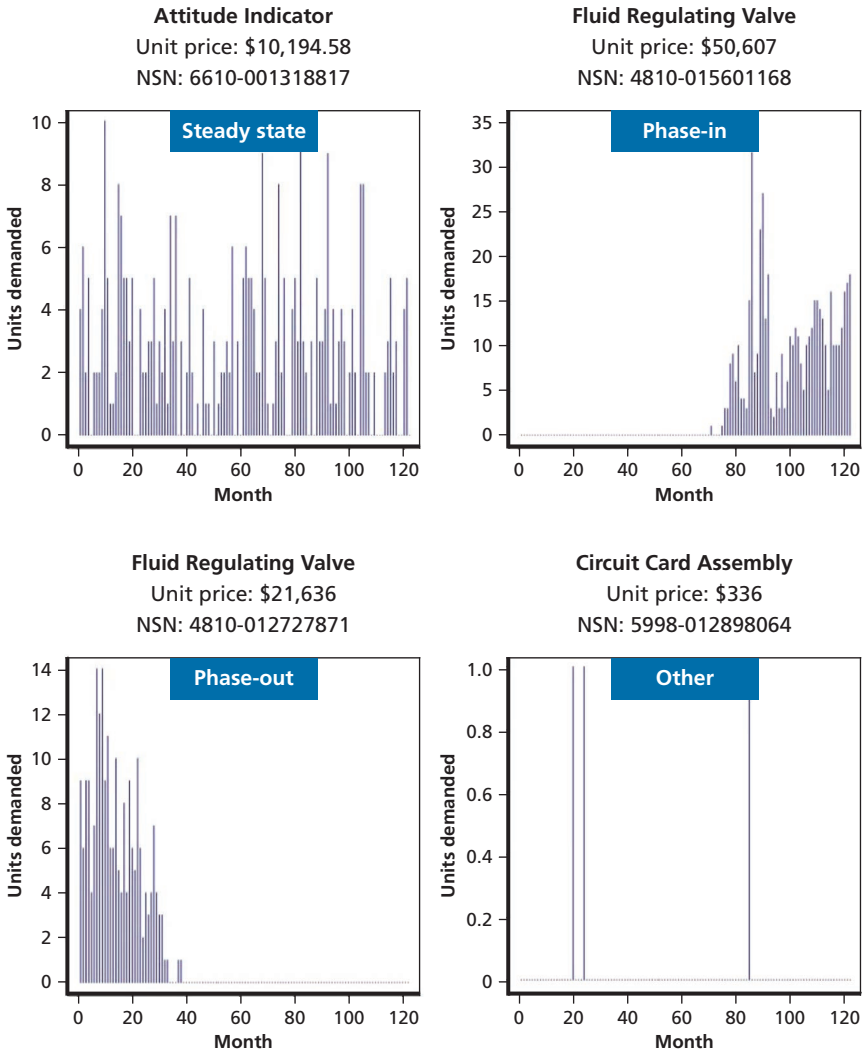 Attitude Indicator
Unit price: $10,194.58
NSN: 6610-001318817
Steady state
10
8
6
4
2
0
Units demanded
0 20 40 60 80 100 120
Month
Fluid Regulating Valve
Unit price: $50,607
NSN: 4810-015601168
Phase-in
35
30
25
20
15
10
5
0
Units demanded
0 20 40 60 80 100 120
Month
Fluid Regulating Valve
Unit price: $21,636
NSN: 4810-012727871
Phase-out
14
12
10
8
6
4
2
0
Units demanded
0 20 40 60 80 100 120
Month
Circuit Card Assembly
Unit price: $336
NSN: 5998-012898064
Other
1.0
0.8
0.6
0.4
0.2
0
Units demanded
0 20 40 60 80 100 120
Month